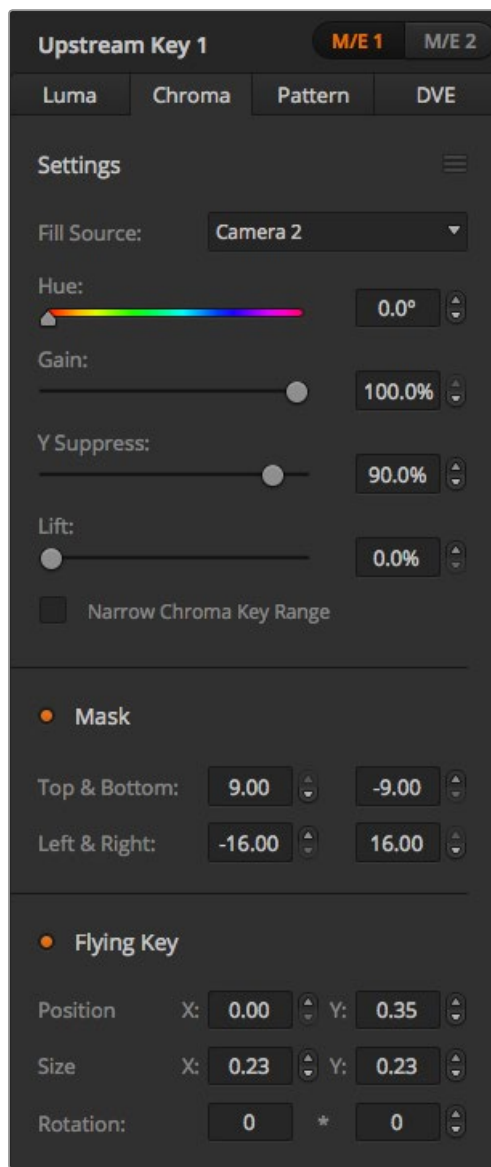 Upstream Key 1 M/E 1 M/E 2
Luma Chroma Pattern DVE
Settings
Fill Source: Camera 2
Hue:
0.0°
Gain:
100.0%
Y Suppress:
90.0%
Lift:
0.0%
Narrow Chroma Key Range
Mask
Top & Bottom: 9.00 -9.00
Left & Right: -16.00 16.00
Flying Key
Position X: 0.00 Y: 0.35
Size X: 0.23 Y: 0.23
Rotation: 0 * 0